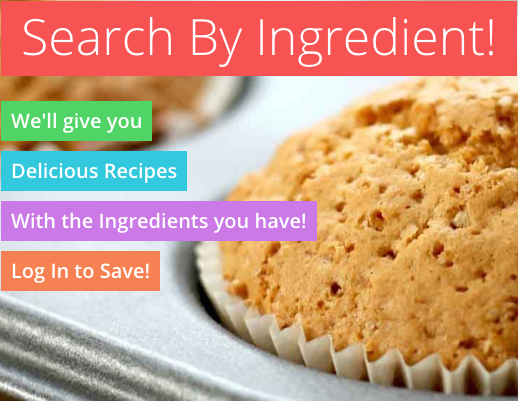 Search By Ingredient!
We'll give you
Delicious Recipes
With the Ingredients you have!
Log In to Save!